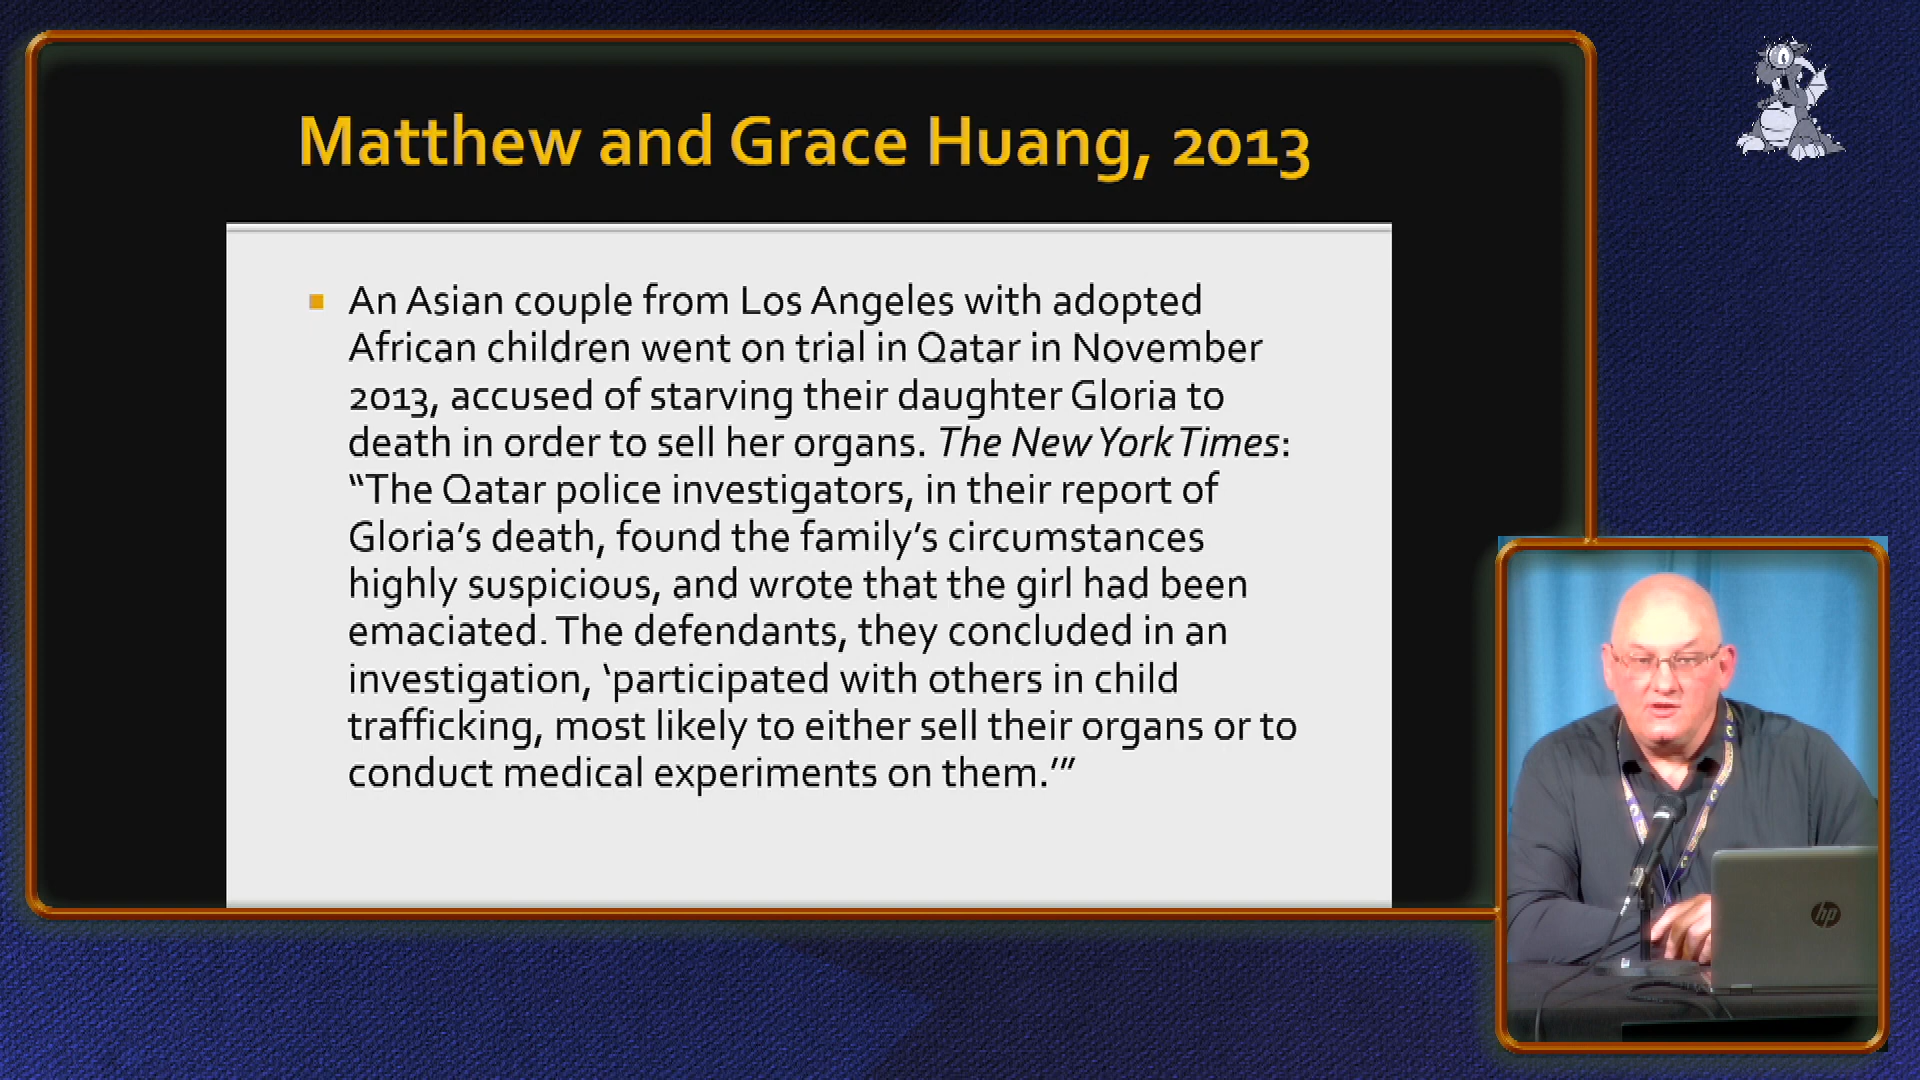 Matthew and Grace Huang, 2013
An Asian couple from Los Angeles with adopted
African children went on trial in Qatar in November
2013, accused of starving their daughter Gloria to
death in order to sell her organs. The New York Times:
“The Qatar police investigators, in their report of
Gloria’s death, found the family’s circumstances
highly suspicious, and wrote that the girl had been
emaciated. The defendants, they concluded in an
investigation, ‘participated with others in child
trafficking, most likely to either sell their organs or to
conduct medical experiments on them.’”
hp